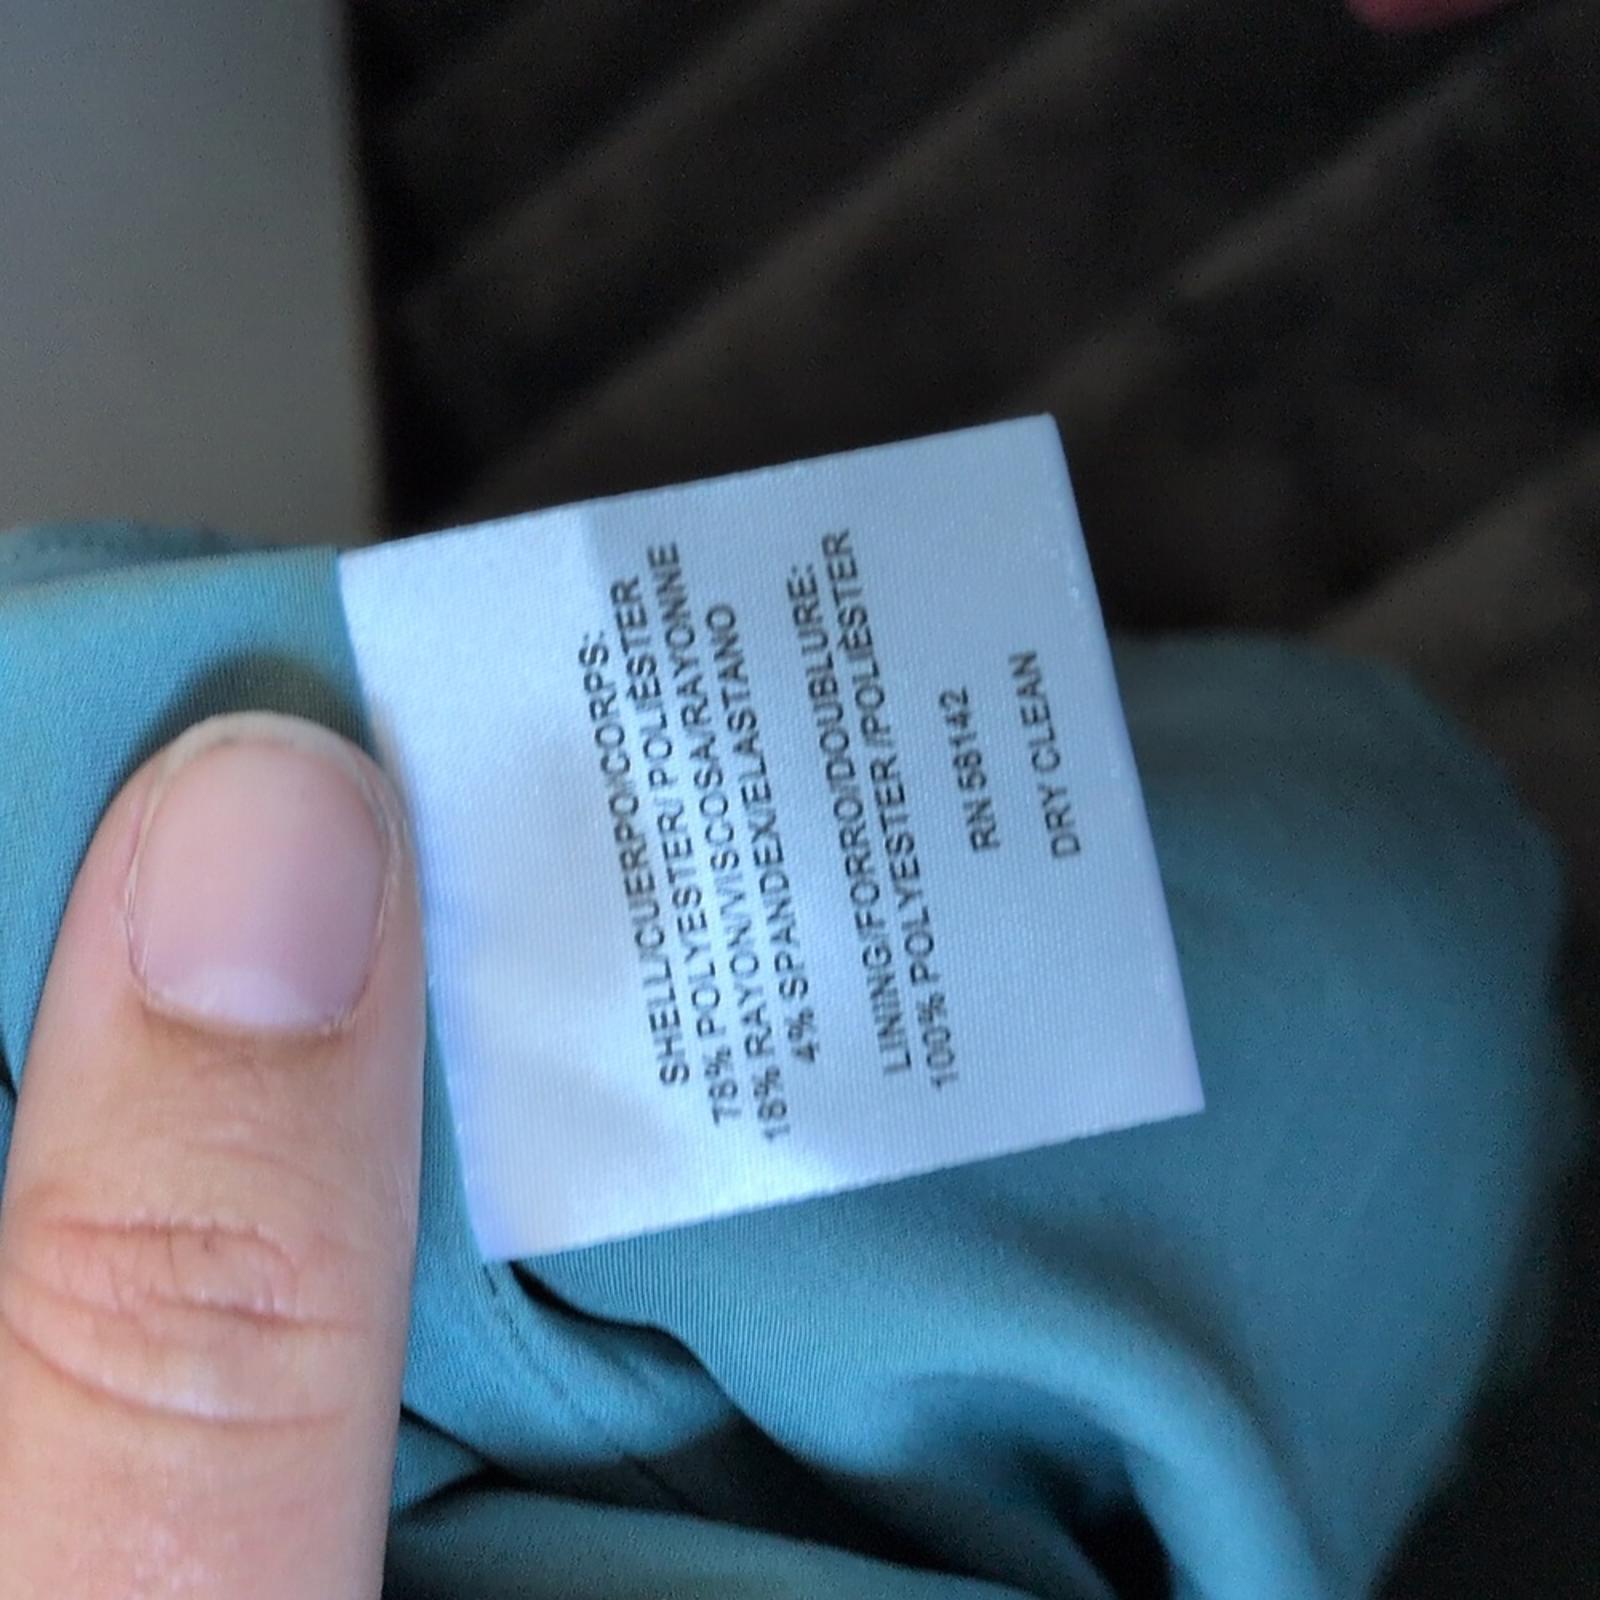 SHELL/CUERPO/CORPS:
78% POLYESTER/ POLIÉSTER
18% RAYON/VISCOSA/RAYONNE
4% SPANDEX/ELASTANO
LINING/FORRO/DOUBLURE:
100% POLYESTER /POLIÉSTER
RN 58142
DRY CLEAN